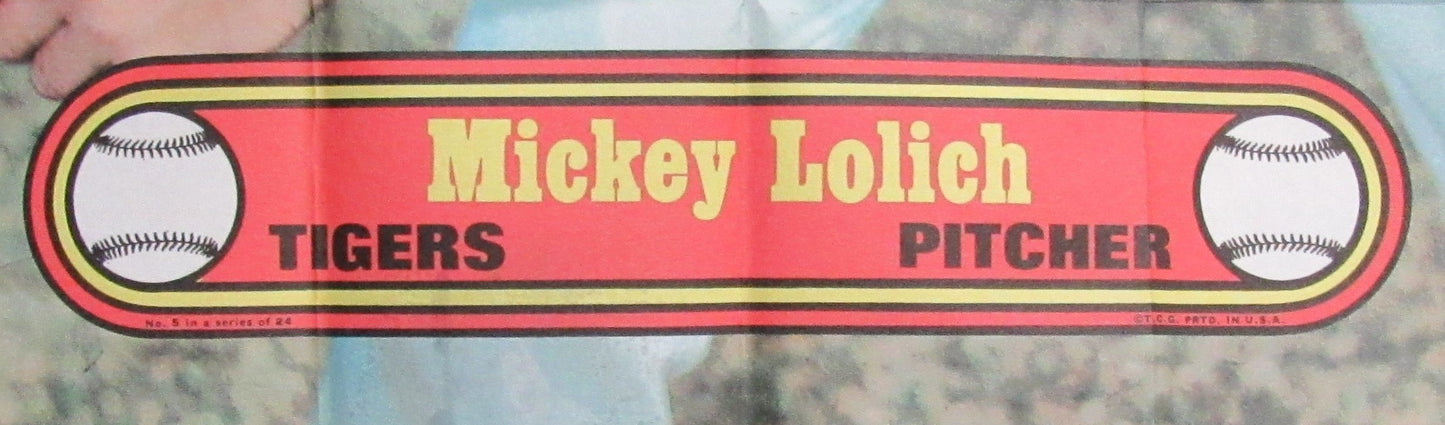 Mickey Lolich
TIGERS PITCHER
No. 5 in a series of 24
©T.C.G. PRTD. IN U.S.A.